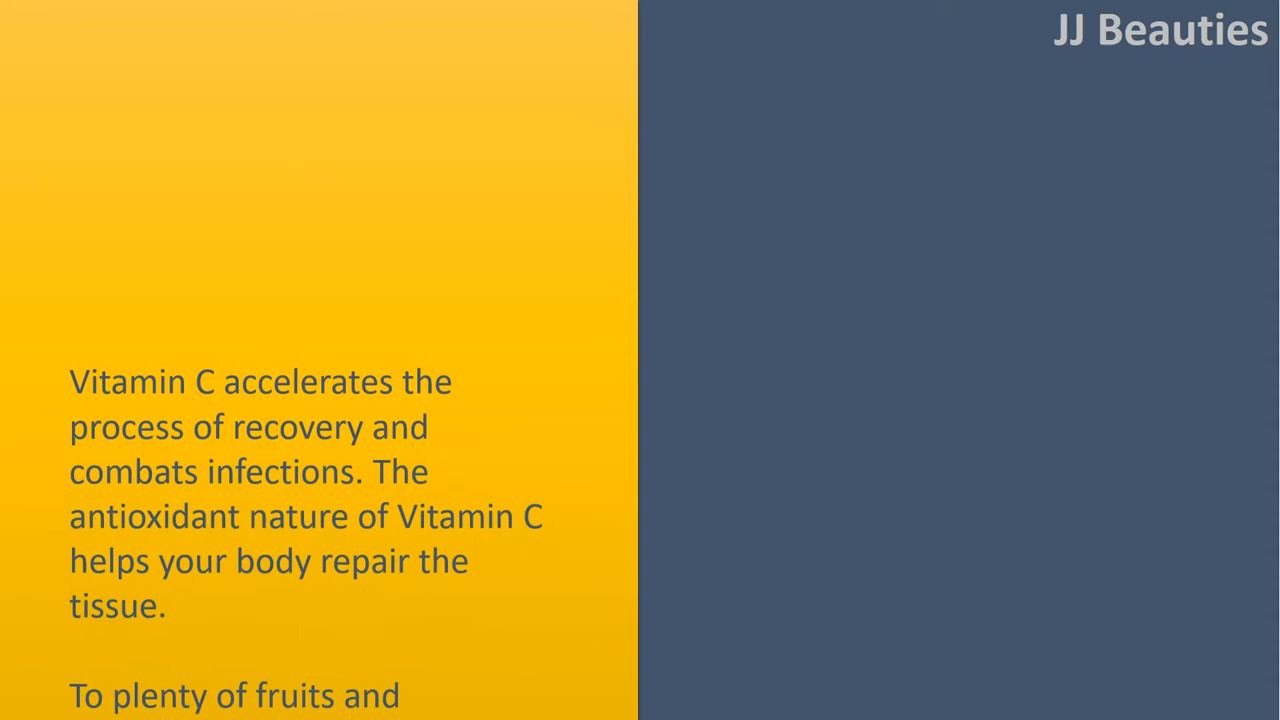 JJ Beauties
Vitamin C accelerates the
process of recovery and
combats infections. The
antioxidant nature of Vitamin C
helps your body repair the
tissue.
To plenty of fruits and